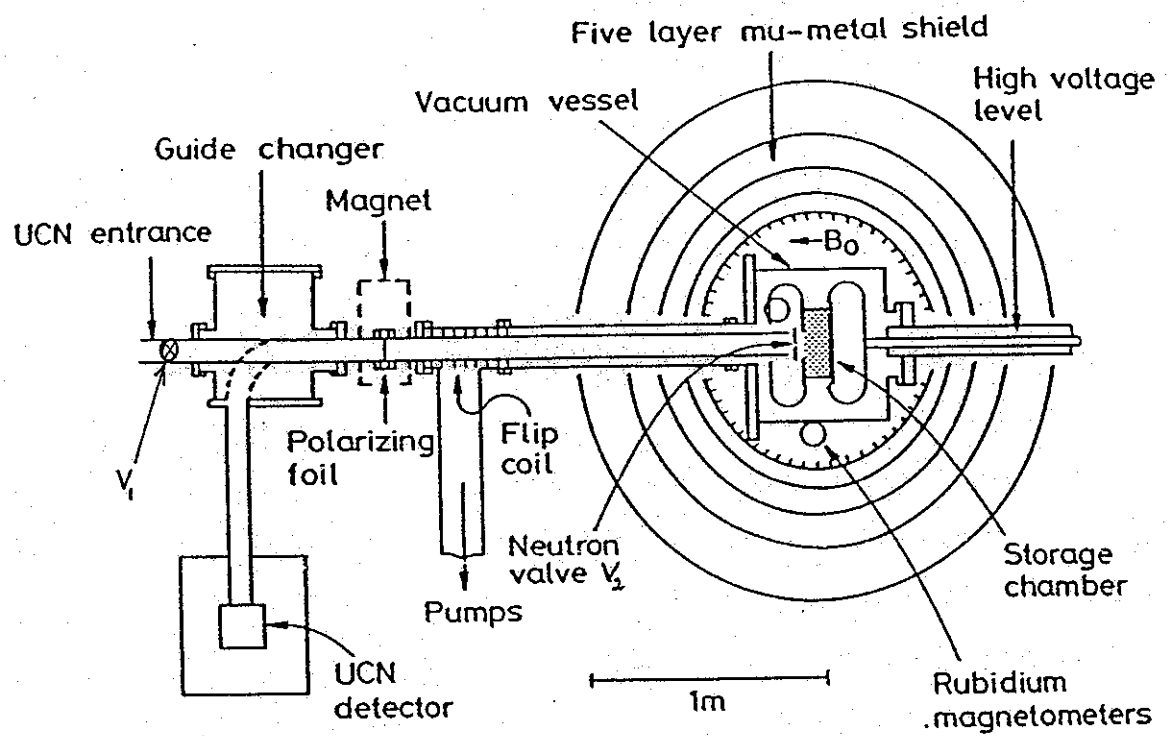 Five layer mu-metal shield
High voltage
level
Vacuum vessel
Guide changer
Magnet
UCN entrance
B0
V1
Polarizing
foil
Flip
coil
Neutron
valve V2
Storage
chamber
Pumps
UCN
detector
1m
Rubidium
.magnetometers